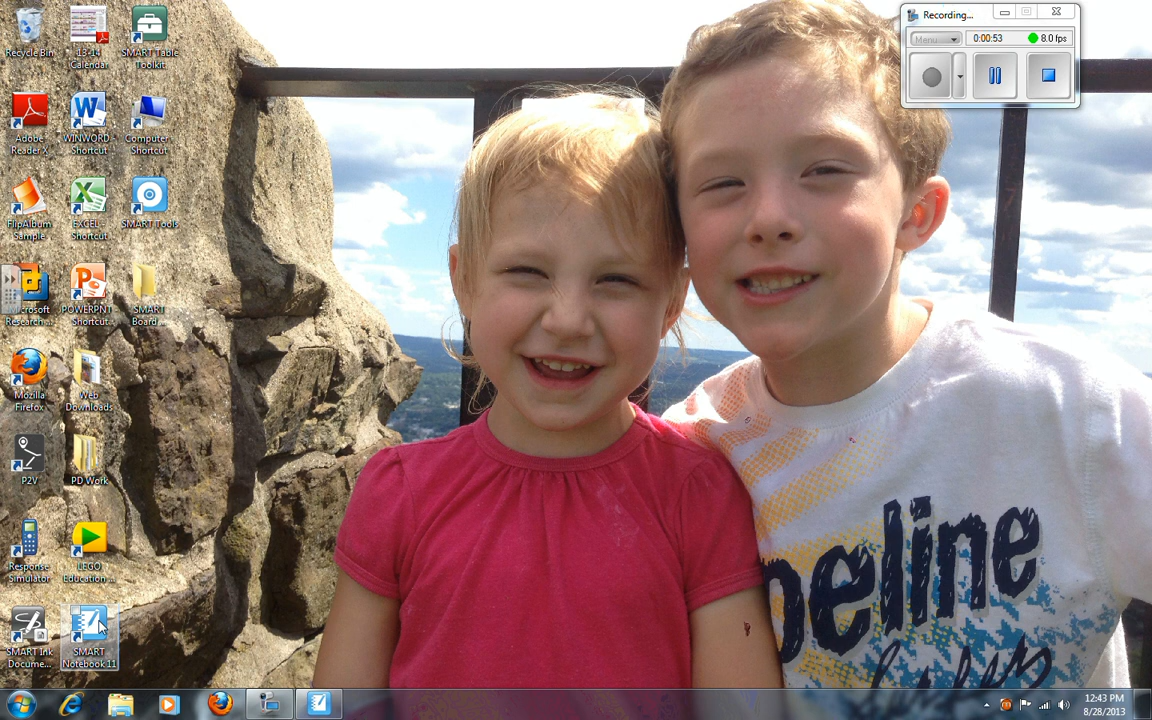 Recycle Bin
13-14
Calendar
SMART Table
Toolkit
Adobe
Reader X
WINWORD -
Shortcut
Computer
Shortcut
FlipAlbum
Sample
EXCEL -
Shortcut
SMART Tools
Microsoft
Research...
POWERPNT
Shortcut
SMART
Board...
Mozilla
Firefox
Web
Downloads
P2V
PD Work
Response
Simulator
LEGO
Education ...
SMART Ink
Docume...
SMART
Notebook 11
Recording...
Menu
0:00:53
8.0 fps
peline
12:43 PM
8/28/2013